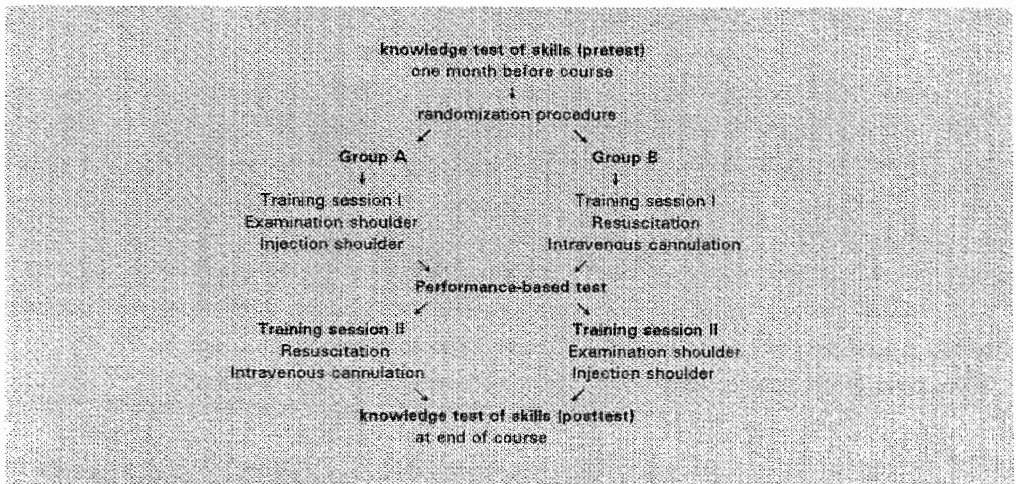 knowledge test of skills (pretest)
one month before course
randomization procedure
Group A
Training session I
Examination shoulder
Injection shoulder
Group B
Training session I
Resuscitation
Intravenous cannulation
Performance-based test
Training session II
Resuscitation
Intravenous cannulation
Training session II
Examination shoulder
Injection shoulder
knowledge test of skills (posttest)
at end of course